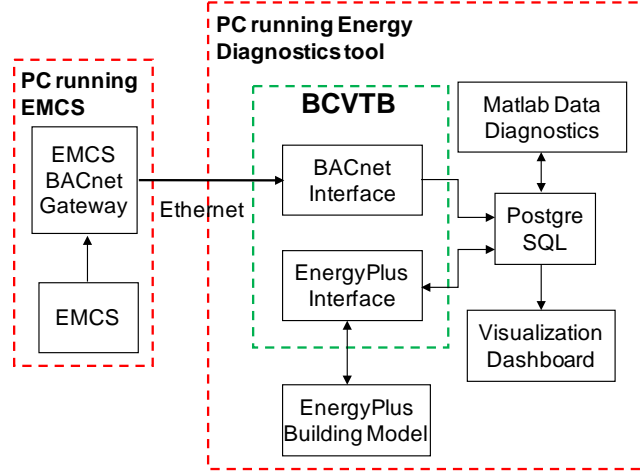 PC running Energy
Diagnostics tool
PC running
EMCS
BCVTB
Matlab Data
Diagnostics
EMCS
BACnet
Gateway
BACnet
Interface
Ethernet
Postgre
SQL
EnergyPlus
Interface
EMCS
Visualization
Dashboard
EnergyPlus
Building Model